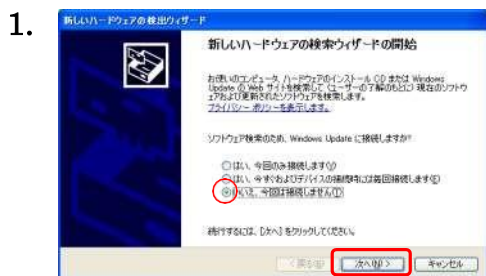 1.
新しいハードウェアの検出ウィザード
新しいハードウェアの検索ウィザードの開始
お使いのコンピュータ、ハードウェアのインストール CD または Windows
Update の Web サイトを検索して (ユーザーの了解のもとに) 現在のソフトウ
ェアおよび更新されたソフトウェアを検索します。
プライバシー ポリシーを表示します。
ソフトウェア検索のため、Windows Update に接続しますか?
はい、今回のみ接続します(Y)
はい、今すぐおよびデバイスの接続時には毎回接続します(E)
いいえ、今回は接続しません(T)
続行するには、[次へ] をクリックしてください。
< 戻る(B)
次へ(N) >
キャンセル